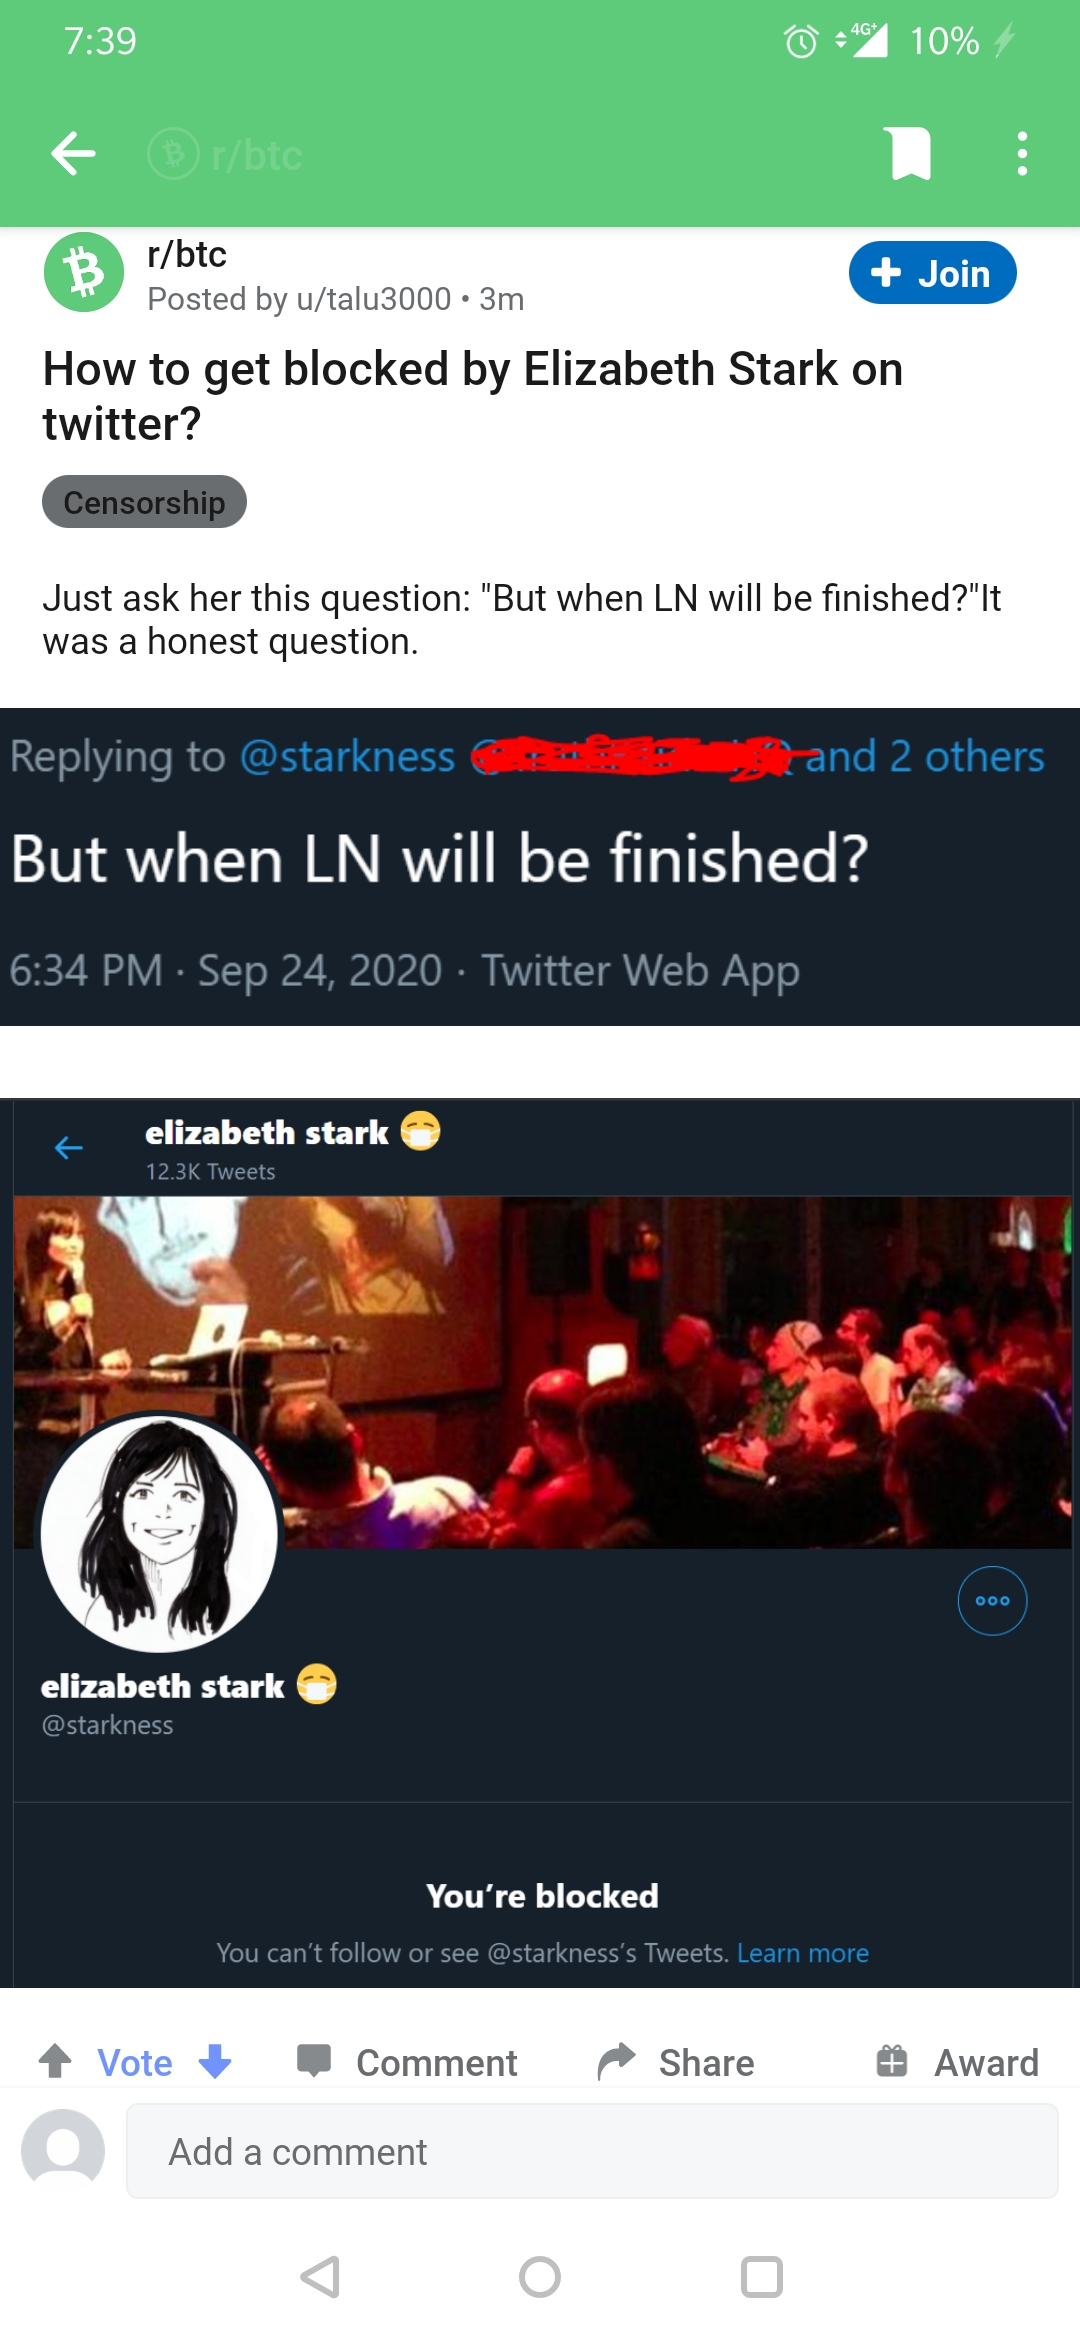 7:39
4G+
10%
r/btc
r/btc
Posted by u/talu3000 • 3m
Join
How to get blocked by Elizabeth Stark on
twitter?
Censorship
Just ask her this question: "But when LN will be finished?"It
was a honest question.
Replying to @starkness and 2 others
But when LN will be finished?
6:34 PM · Sep 24, 2020 · Twitter Web App
elizabeth stark
12.3K Tweets
elizabeth stark
@starkness
You're blocked
You can't follow or see @starkness's Tweets. Learn more
Vote
Comment
Share
Award
Add a comment